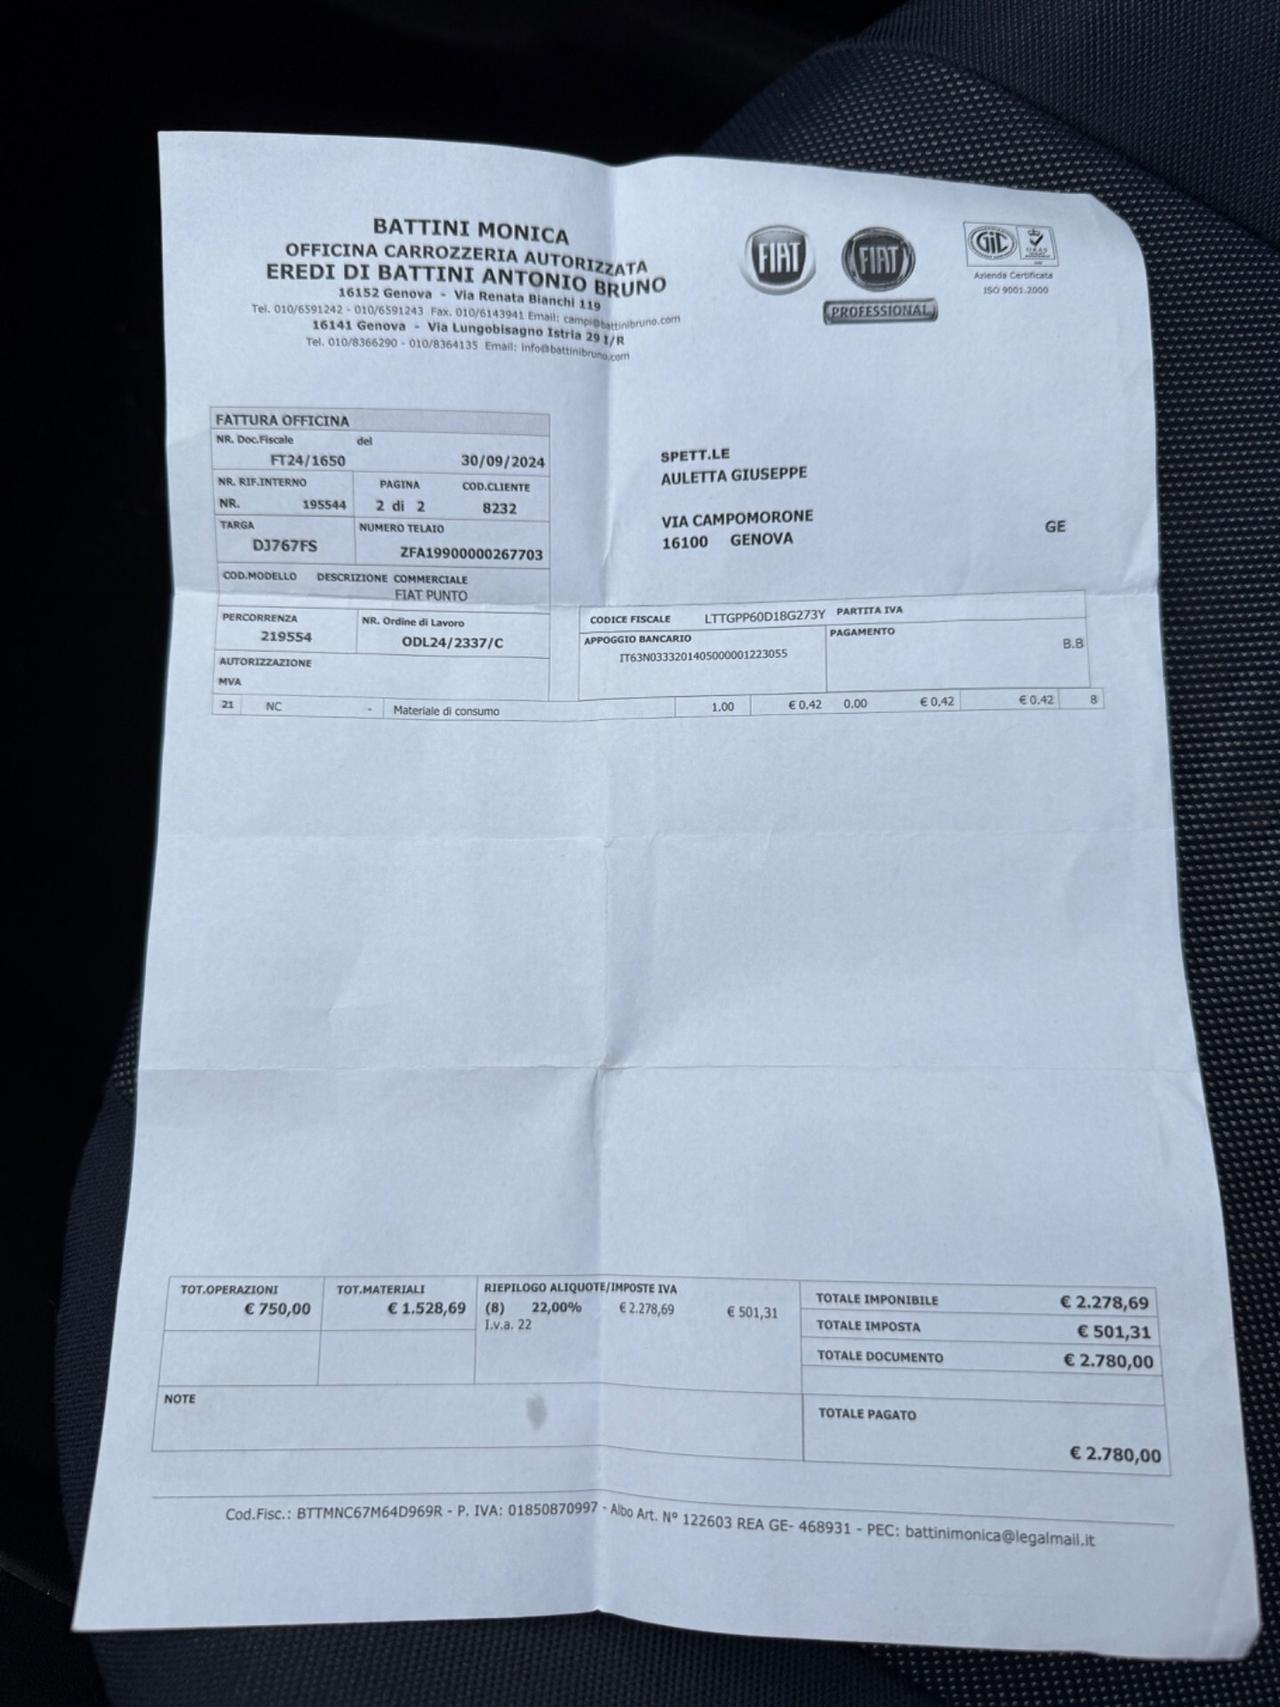 BATTINI MONICA
OFFICINA CARROZZERIA AUTORIZZATA
EREDI DI BATTINI ANTONIO BRUNO
16152 Genova - Via Renata Bianchi 119
Tel. 010/6591242 - 010/6591243 Fax. 010/6143941 Email: campi@battinibruno.com
16141 Genova - Via Lungobisagno Istria 29 I/R
Tel. 010/8366290 - 010/8364135 Email: info@battinibruno.com
FIAT
FIAT
PROFESSIONAL
GIC
Azienda Certificata
ISO 9001.2000
FATTURA OFFICINA
NR. Doc.Fiscale del
FT24/1650 30/09/2024
NR. RIF.INTERNO PAGINA COD.CLIENTE
NR. 195544 2 di 2 8232
TARGA NUMERO TELAIO
DJ767FS ZFA19900000267703
COD.MODELLO DESCRIZIONE COMMERCIALE
FIAT PUNTO
PERCORRENZA NR. Ordine di Lavoro
219554 ODL24/2337/C
AUTORIZZAZIONE
MVA
SPETT.LE
AULETTA GIUSEPPE
VIA CAMPOMORONE
16100 GENOVA GE
CODICE FISCALE LTTGPP60D18G273Y PARTITA IVA
APPOGGIO BANCARIO PAGAMENTO
IT63N0333201405000001223055 B.B
21 NC - Materiale di consumo 1.00 € 0,42 0.00 € 0,42 € 0,42 8
TOT.OPERAZIONI TOT.MATERIALI RIEPILOGO ALIQUOTE/IMPOSTE IVA
€ 750,00 € 1.528,69 (8) 22,00% € 2.278,69 € 501,31
I.v.a. 22
TOTALE IMPONIBILE € 2.278,69
TOTALE IMPOSTA € 501,31
TOTALE DOCUMENTO € 2.780,00
NOTE
TOTALE PAGATO
€ 2.780,00
Cod.Fisc.: BTTMNC67M64D969R - P. IVA: 01850870997 - Albo Art. N° 122603 REA GE- 468931 - PEC: battinimonica@legalmail.it